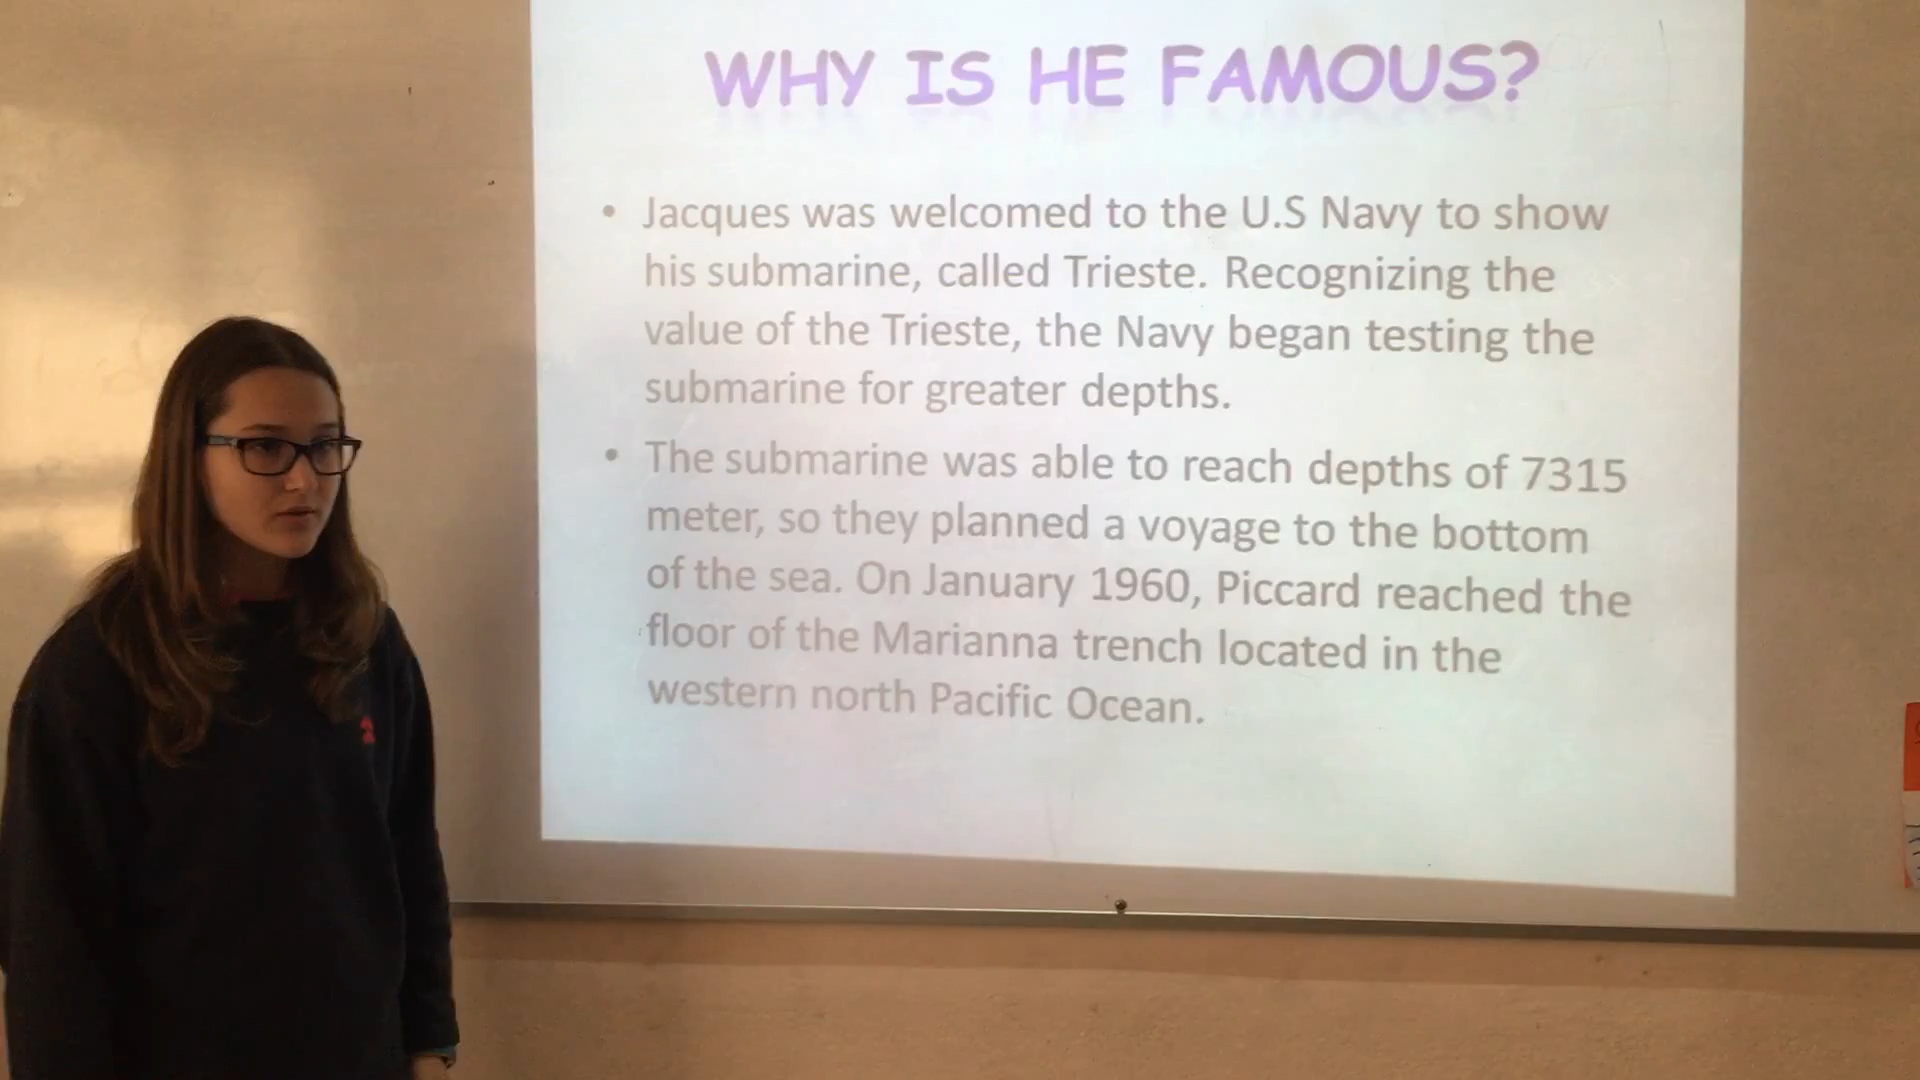 WHY IS HE FAMOUS?
• Jacques was welcomed to the U.S Navy to show
his submarine, called Trieste. Recognizing the
value of the Trieste, the Navy began testing the
submarine for greater depths.
• The submarine was able to reach depths of 7315
meter, so they planned a voyage to the bottom
of the sea. On January 1960, Piccard reached the
floor of the Marianna trench located in the
western north Pacific Ocean.